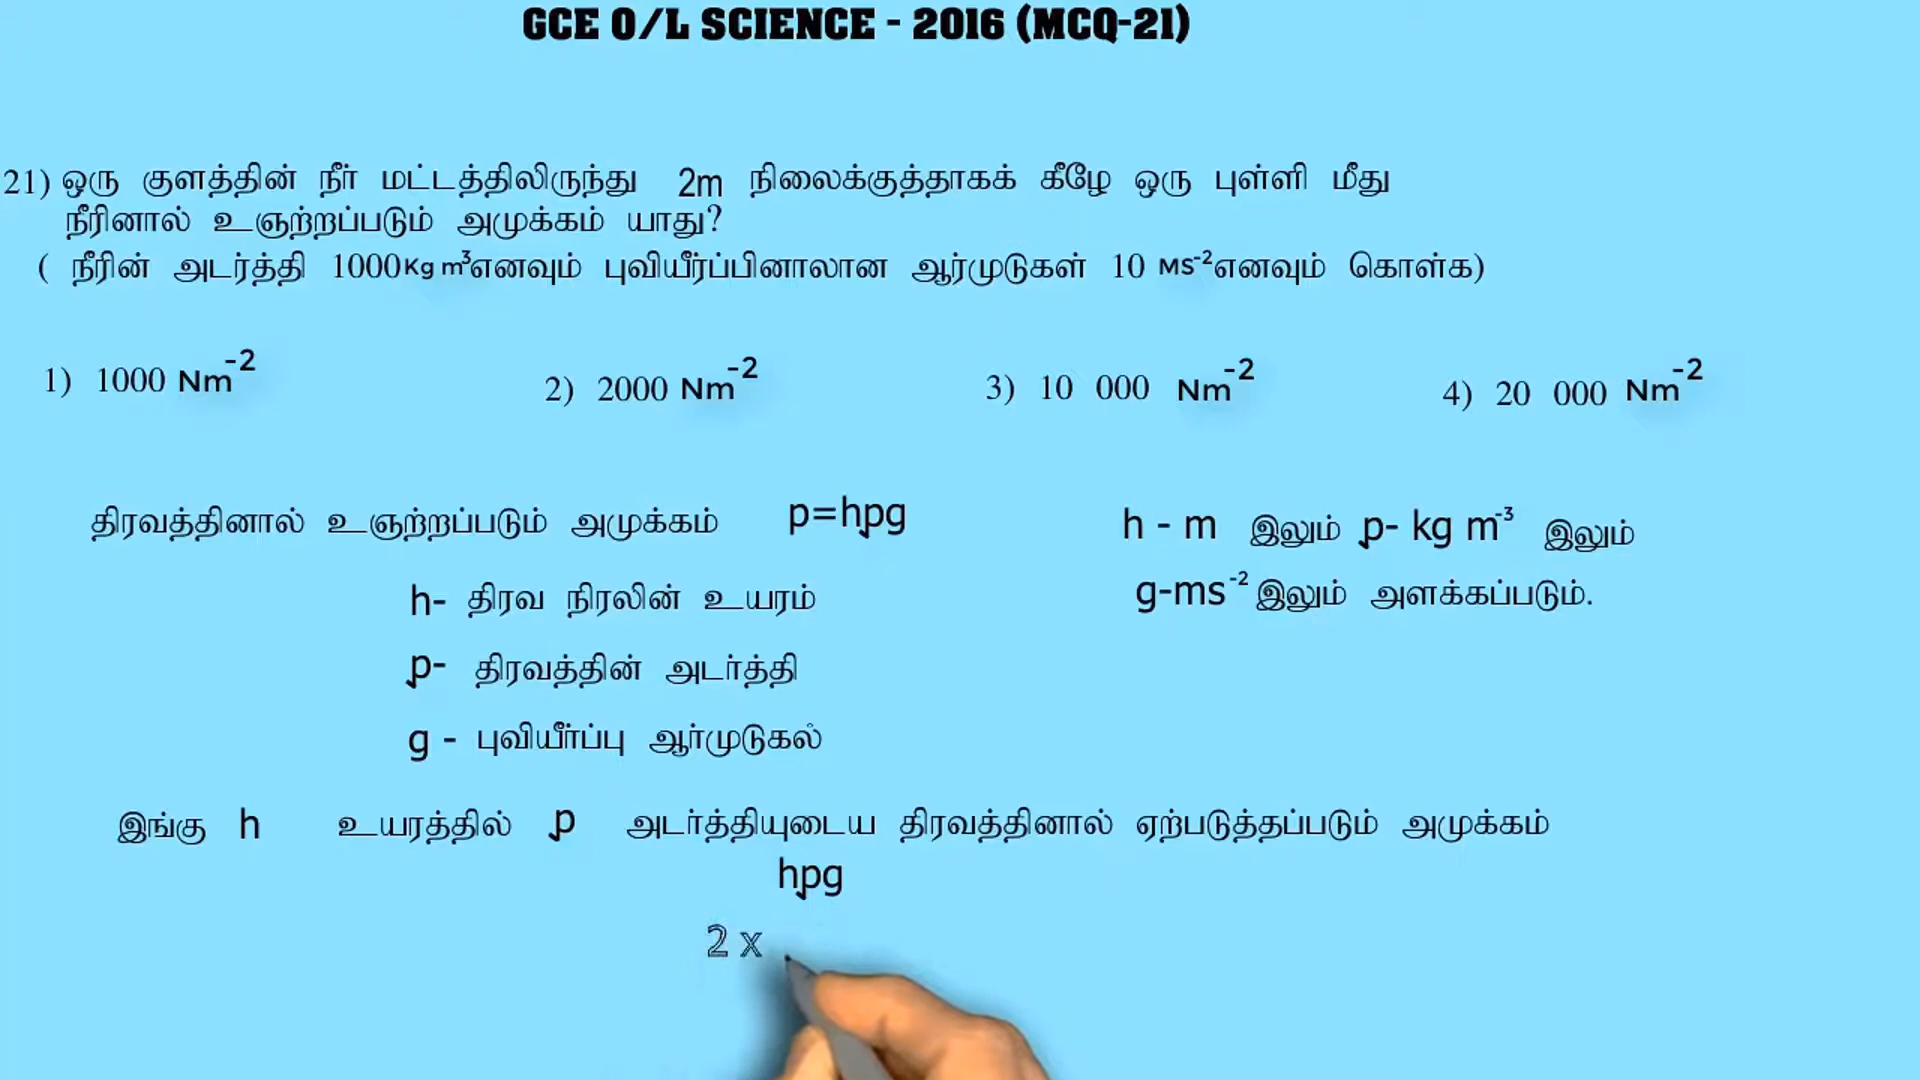 GCE O/L SCIENCE - 2016 (MCQ-21)
21) ஒரு குளத்தின் நீர் மட்டத்திலிருந்து 2m நிலைக்குத்தாகக் கீழே ஒரு புள்ளி மீது
நீரினால் உஞற்றப்படும் அமுக்கம் யாது?
( நீரின் அடர்த்தி 1000Kg m³எனவும் புவியீர்ப்பினாலான ஆர்முடுகள் 10 MS⁻²எனவும் கொள்க)
1) 1000 Nm⁻² 2) 2000 Nm⁻² 3) 10 000 Nm⁻² 4) 20 000 Nm⁻²
திரவத்தினால் உஞற்றப்படும் அமுக்கம் p=hρg h - m இலும் ρ- kg m⁻³ இலும்
h- திரவ நிரலின் உயரம் g-ms⁻² இலும் அளக்கப்படும்.
ρ- திரவத்தின் அடர்த்தி
g - புவியீர்ப்பு ஆர்முடுகல்
இங்கு h உயரத்தில் ρ அடர்த்தியுடைய திரவத்தினால் ஏற்படுத்தப்படும் அமுக்கம்
hρg
2 x